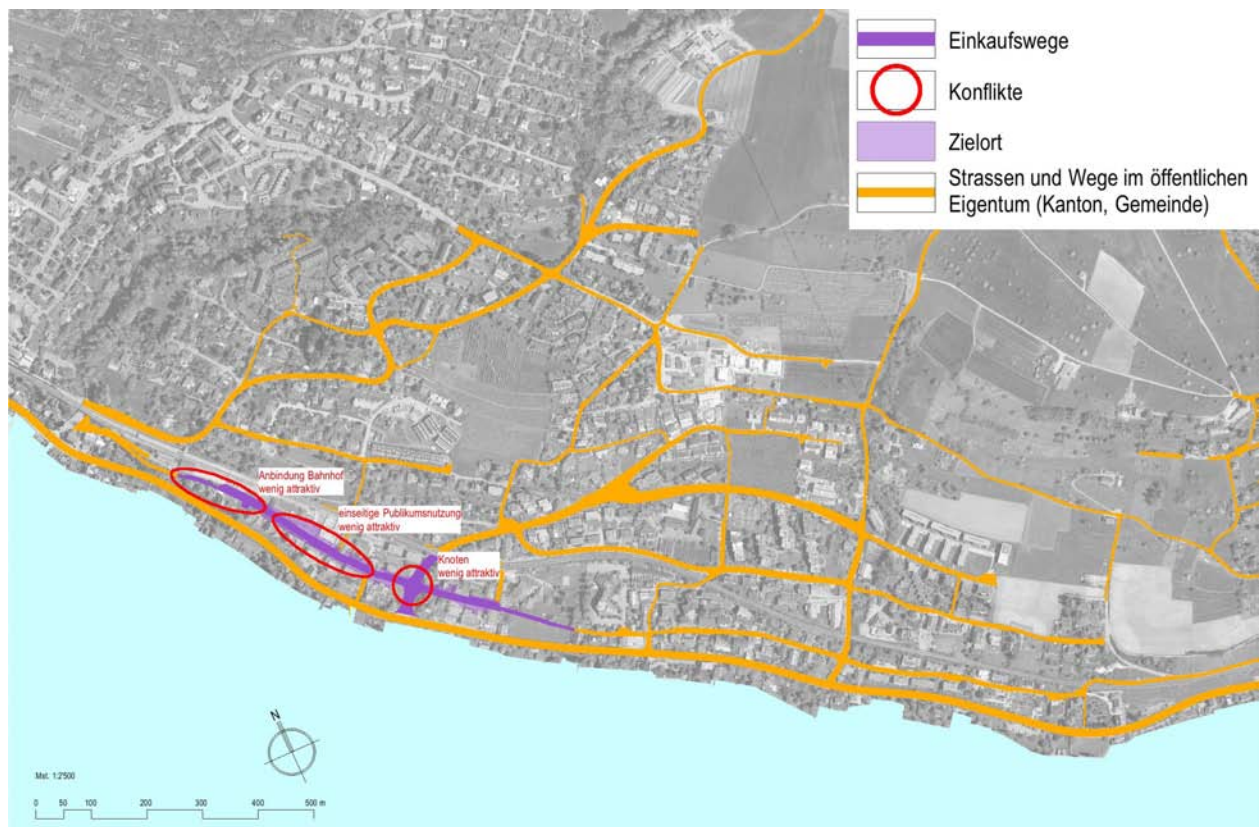 Einkaufswege
Konflikte
Zielort
Strassen und Wege im öffentlichen
Eigentum (Kanton, Gemeinde)
Anbindung Bahnhof
wenig attraktiv
einseitige Publikumsnutzung
wenig attraktiv
Knoten
wenig attraktiv
N
Mst. 1:2'500
0 50 100 200 300 400 500 m